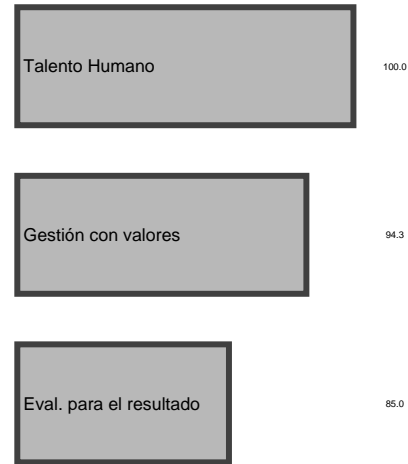 Talento Humano 100.0
Gestión con valores 94.3
Eval. para el resultado 85.0